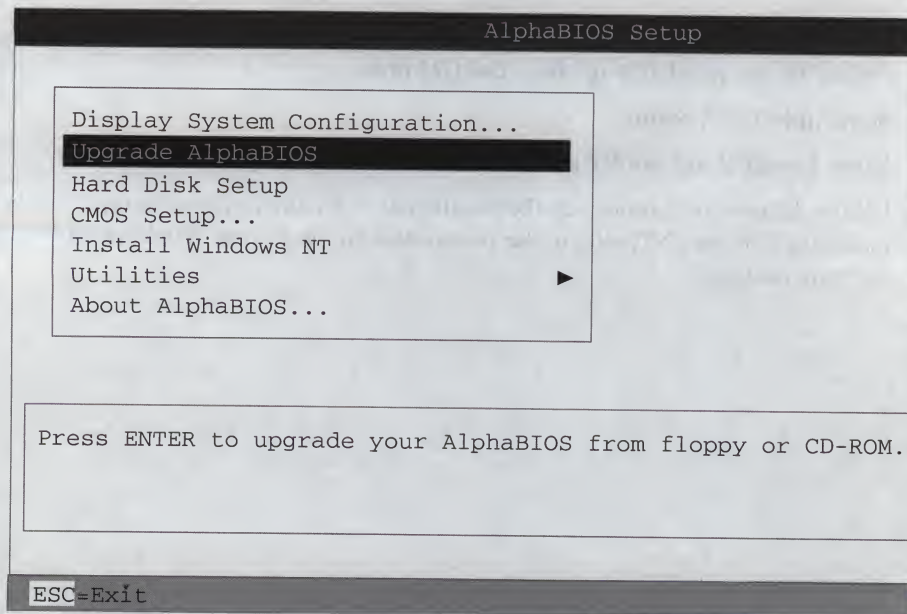 AlphaBIOS Setup
Display System Configuration...
Upgrade AlphaBIOS
Hard Disk Setup
CMOS Setup...
Install Windows NT
Utilities
About AlphaBIOS...
Press ENTER to upgrade your AlphaBIOS from floppy or CD-ROM.
ESC=Exit